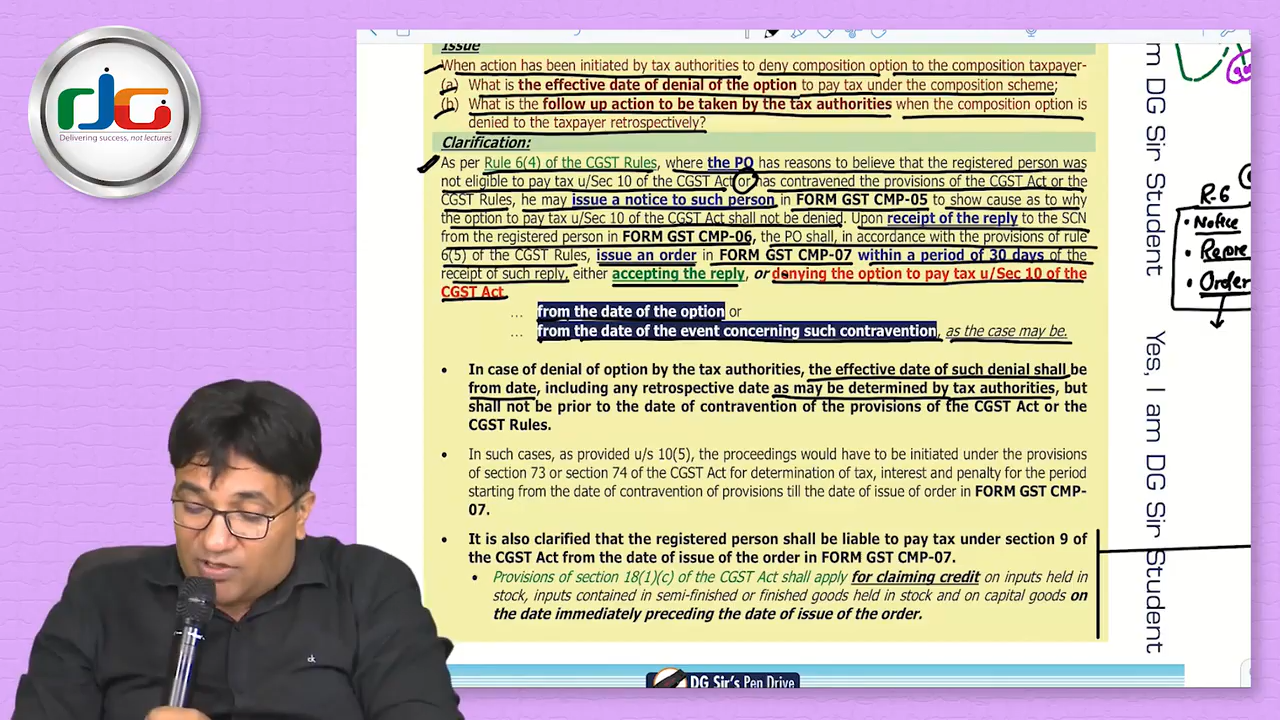 Delivering success, not lectures
Issue
When action has been initiated by tax authorities to deny composition option to the composition taxpayer-
(a) What is the effective date of denial of the option to pay tax under the composition scheme;
(b) What is the follow up action to be taken by the tax authorities when the composition option is
denied to the taxpayer retrospectively?
Clarification:
As per Rule 6(4) of the CGST Rules, where the PO has reasons to believe that the registered person was
not eligible to pay tax u/Sec 10 of the CGST Act or has contravened the provisions of the CGST Act or the
CGST Rules, he may issue a notice to such person in FORM GST CMP-05 to show cause as to why
the option to pay tax u/Sec 10 of the CGST Act shall not be denied. Upon receipt of the reply to the SCN
from the registered person in FORM GST CMP-06, the PO shall, in accordance with the provisions of rule
6(5) of the CGST Rules, issue an order in FORM GST CMP-07 within a period of 30 days of the
receipt of such reply, either accepting the reply, or denying the option to pay tax u/Sec 10 of the
CGST Act
... from the date of the option or
... from the date of the event concerning such contravention, as the case may be.
• In case of denial of option by the tax authorities, the effective date of such denial shall be
from date, including any retrospective date as may be determined by tax authorities, but
shall not be prior to the date of contravention of the provisions of the CGST Act or the
CGST Rules.
• In such cases, as provided u/s 10(5), the proceedings would have to be initiated under the provisions
of section 73 or section 74 of the CGST Act for determination of tax, interest and penalty for the period
starting from the date of contravention of provisions till the date of issue of order in FORM GST CMP-
07.
• It is also clarified that the registered person shall be liable to pay tax under section 9 of
the CGST Act from the date of issue of the order in FORM GST CMP-07.
• Provisions of section 18(1)(c) of the CGST Act shall apply for claiming credit on inputs held in
stock, inputs contained in semi-finished or finished goods held in stock and on capital goods on
the date immediately preceding the date of issue of the order.
DG Sir's Pen Drive
m DG Sir Student
Yes, I am DG Sir Student
R-6
• Notice
• Order